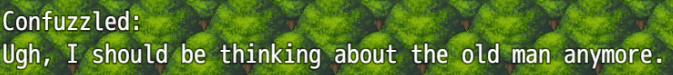 Confuzzled:
Ugh, I should be thinking about the old man anymore.